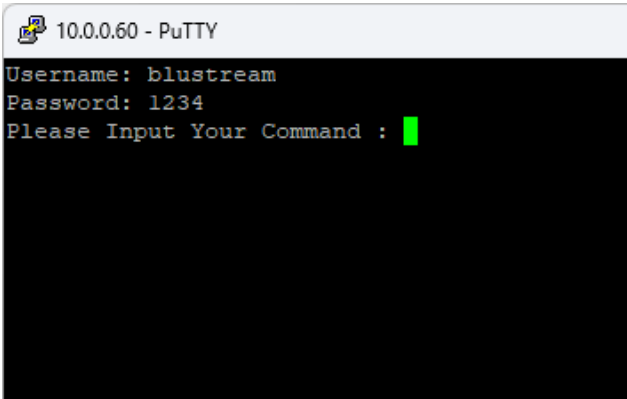 10.0.0.60 - PuTTY
Username: blustream
Password: 1234
Please Input Your Command :